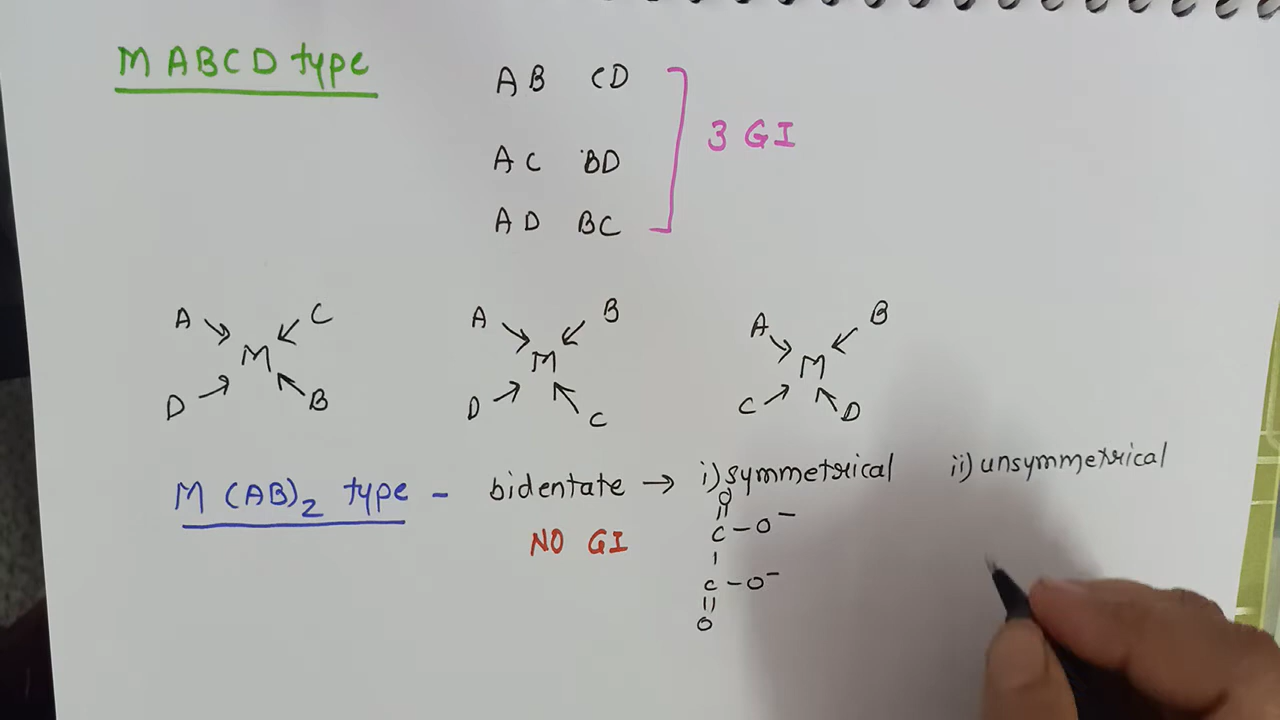 M ABCD type
AB CD
AC BD
AD BC
3 GI
A C
M
D B
A B
M
D C
A B
M
C D
M (AB)2 type - bidentate → i) symmetrical ii) unsymmetrical
NO GI
O
||
C - O⁻
|
C - O⁻
||
O